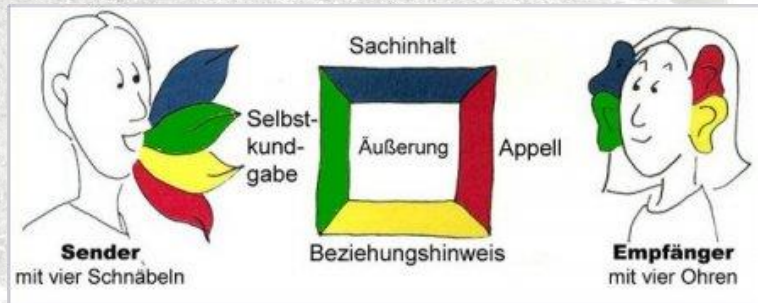 Sachinhalt
Selbst-
kund-
gabe
Äußerung
Appell
Beziehungshinweis
Sender
mit vier Schnäbeln
Empfänger
mit vier Ohren